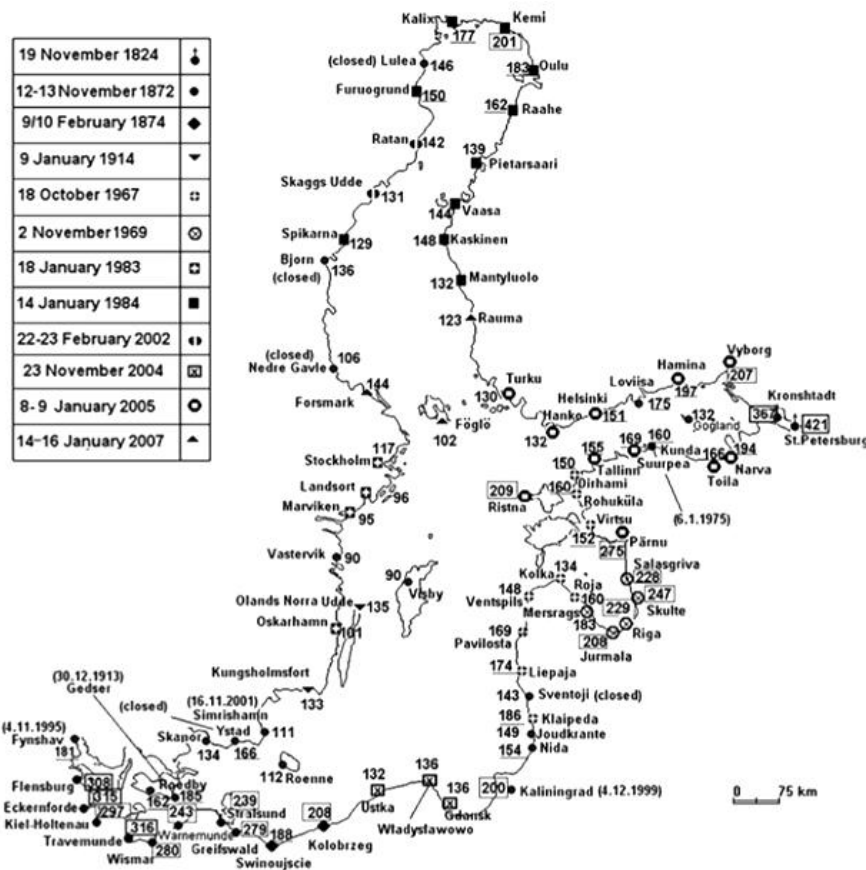 19 November 1824
12-13 November 1872
9/10 February 1874
9 January 1914
18 October 1967
2 November 1969
18 January 1983
14 January 1984
22-23 February 2002
23 November 2004
8- 9 January 2005
14-16 January 2007
Kalix
177
Kemi
201
(closed) Lulea
146
183 Oulu
Furuogrund
150
162
Raahe
Ratan 142
139
Pietarsaari
Skaggs Udde
131
144 Vaasa
Spikarna
129
148 Kaskinen
Bjorn 136
(closed)
132 Mantyluolo
123 Rauma
(closed)
Nedre Gavle 106
144
Forsmark
Föglö
102
Turku
130
Hanko
132
Helsinki
151
Loviisa
175
Hamina
197
Vyborg
207
Kronshtadt
367
421
St.Petersburg
132
Gogland
117
Stockholm
Landsort
96
Marviken
95
Vastervik
90
90
Visby
Olands Norra Udde 135
Oskarhamn
101
155
Tallinn
169
Suurpea
160
Kunda
166
Toila
194
Narva
(6.1.1975)
150
Dirhami
160
Rohuküla
209
Ristna
Virtsu
152
Pärnu
275
Salasgriva
228
247
Skulte
229
Riga
208
Jurmala
183
Mersrags
160
Roja
134
Kolka
148
Ventspils
169
Pavilosta
174 Liepaja
143 Sventoji (closed)
186 Klaipeda
149 Joudkrante
154 Nida
200 Kaliningrad (4.12.1999)
Kungsholmsfort
133
(30.12.1913)
Gedser
(closed)
(16.11.2001)
Simrishamn
Ystad
166
111
Skanor
134
112 Roenne
(4.11.1995)
Fynshav
181
Flensburg 308
315
Eckernforde
297
Kiel-Holtenau
316
Travemunde
Wismar 280
Roedby
162
185
243
Warnemunde
239
Stralsund
279
Greifswald
188
Swinoujscie
208
Kolobrzeg
132
Ustka
136
Władysławowo
136
Gdansk
0 75 km